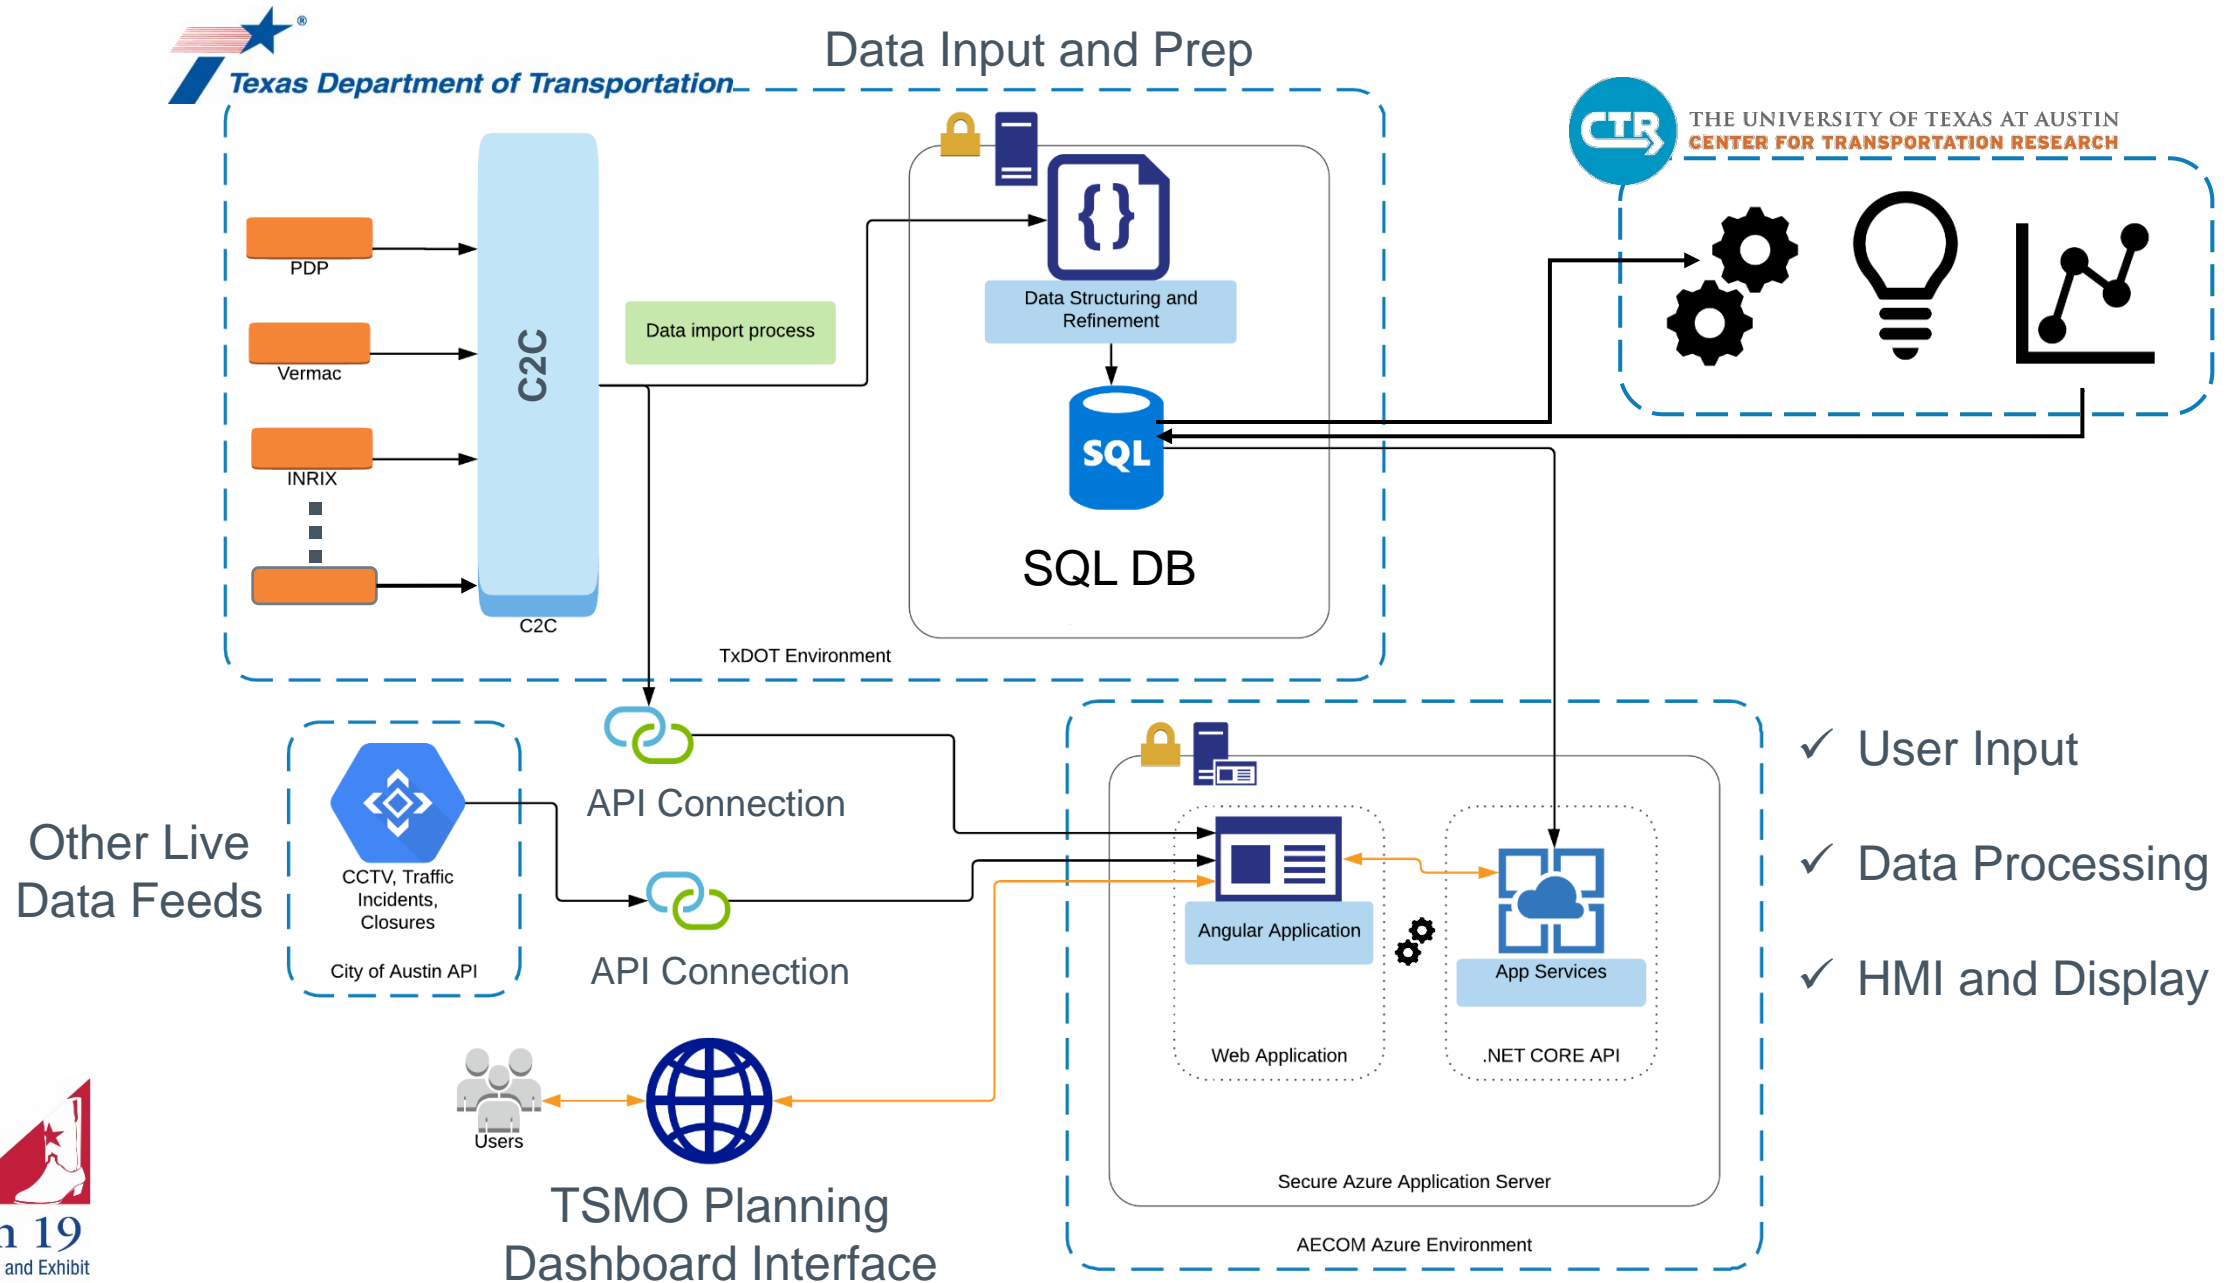 Texas Department of Transportation
®
Data Input and Prep
CTR
THE UNIVERSITY OF TEXAS AT AUSTIN
CENTER FOR TRANSPORTATION RESEARCH
PDP
Vermac
INRIX
C2C
C2C
Data import process
{}
Data Structuring and
Refinement
SQL
SQL DB
TxDOT Environment
Other Live
Data Feeds
CCTV, Traffic
Incidents,
Closures
City of Austin API
API Connection
API Connection
Users
TSMO Planning
Dashboard Interface
Angular Application
Web Application
App Services
.NET CORE API
Secure Azure Application Server
AECOM Azure Environment
✓ User Input
✓ Data Processing
✓ HMI and Display
19
and Exhibit